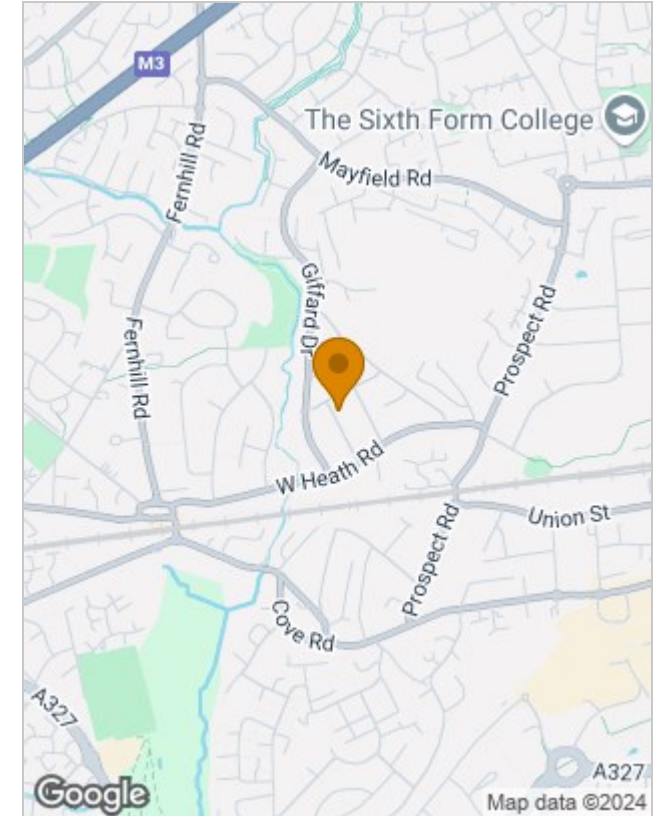 M3
The Sixth Form College
Fernhill Rd
Mayfield Rd
Giffard Dr
Prospect Rd
Fernhill Rd
W Heath Rd
Union St
Prospect Rd
Cove Rd
A327
A327
Google
Map data ©2024